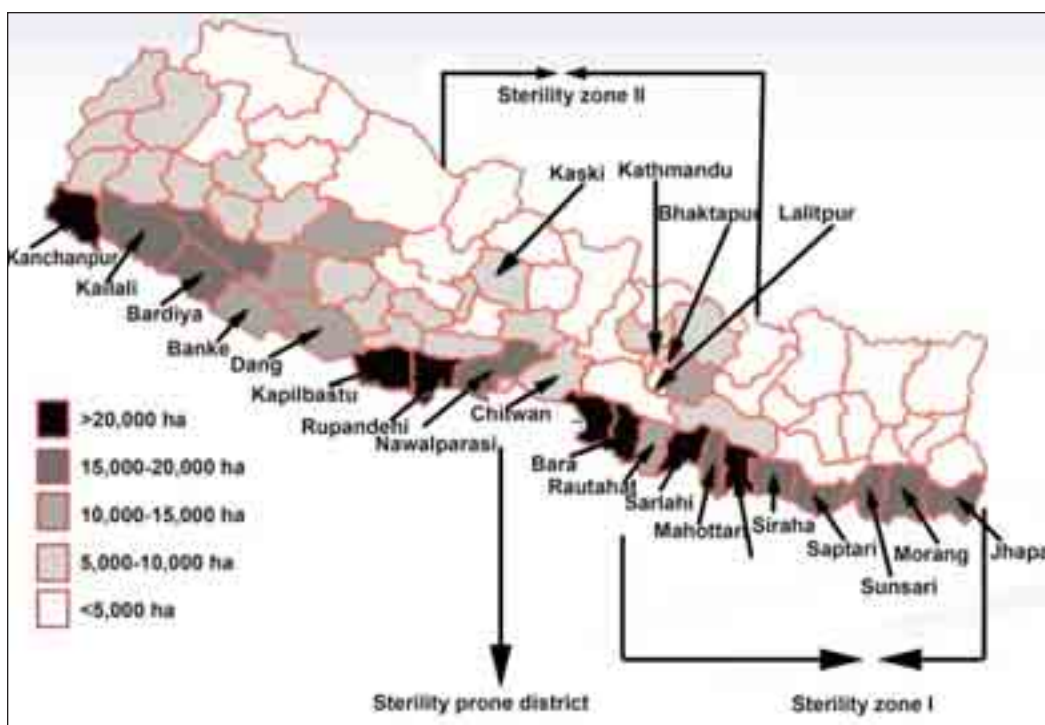 Sterility zone II
Kaski
Kathmandu
Bhaktapur
Lalitpur
Kanchanpur
Kailali
Bardiya
Banke
Dang
Kapilbastu
Rupandehi
Nawalparasi
Chitwan
Bara
Rautahat
Sarlahi
Mahottari
Siraha
Saptari
Sunsari
Morang
Jhapa
>20,000 ha
15,000-20,000 ha
10,000-15,000 ha
5,000-10,000 ha
<5,000 ha
Sterility prone district
Sterility zone I